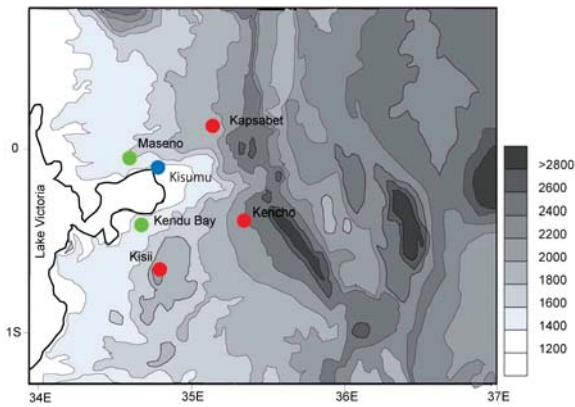 Kapsabet
Maseno
0
Kisumu
Lake Victoria
Kendu Bay
Kericho
Kisii
1S
34E
35E
36E
37E
>2800
2600
2400
2200
2000
1800
1600
1400
1200